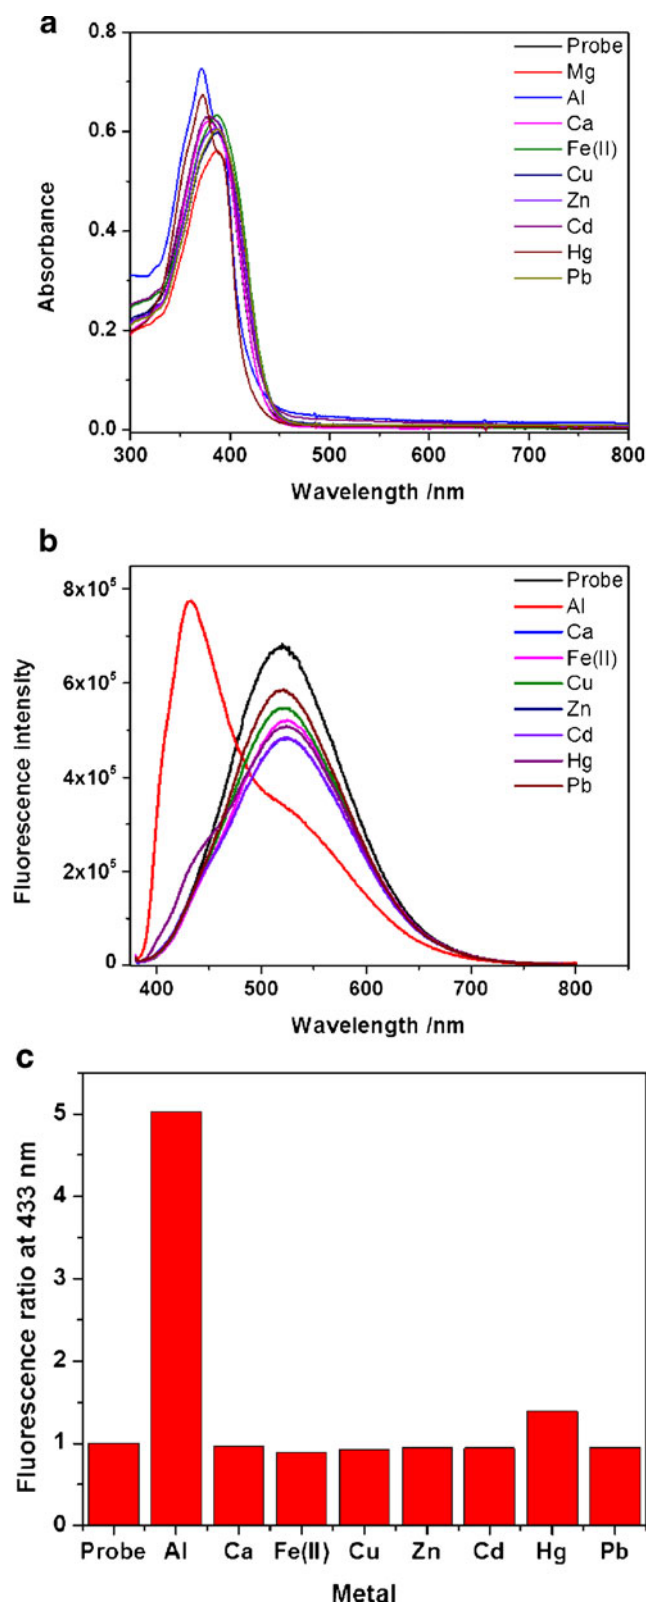 a
0.8
0.6
0.4
0.2
0.0
Absorbance
300 400 500 600 700 800
Wavelength /nm
Probe
Mg
Al
Ca
Fe(II)
Cu
Zn
Cd
Hg
Pb
b
8x10⁵
6x10⁵
4x10⁵
2x10⁵
0
Fluorescence intensity
400 500 600 700 800
Wavelength /nm
Probe
Al
Ca
Fe(II)
Cu
Zn
Cd
Hg
Pb
c
5
4
3
2
1
0
Fluorescence ratio at 433 nm
Probe Al Ca Fe(II) Cu Zn Cd Hg Pb
Metal